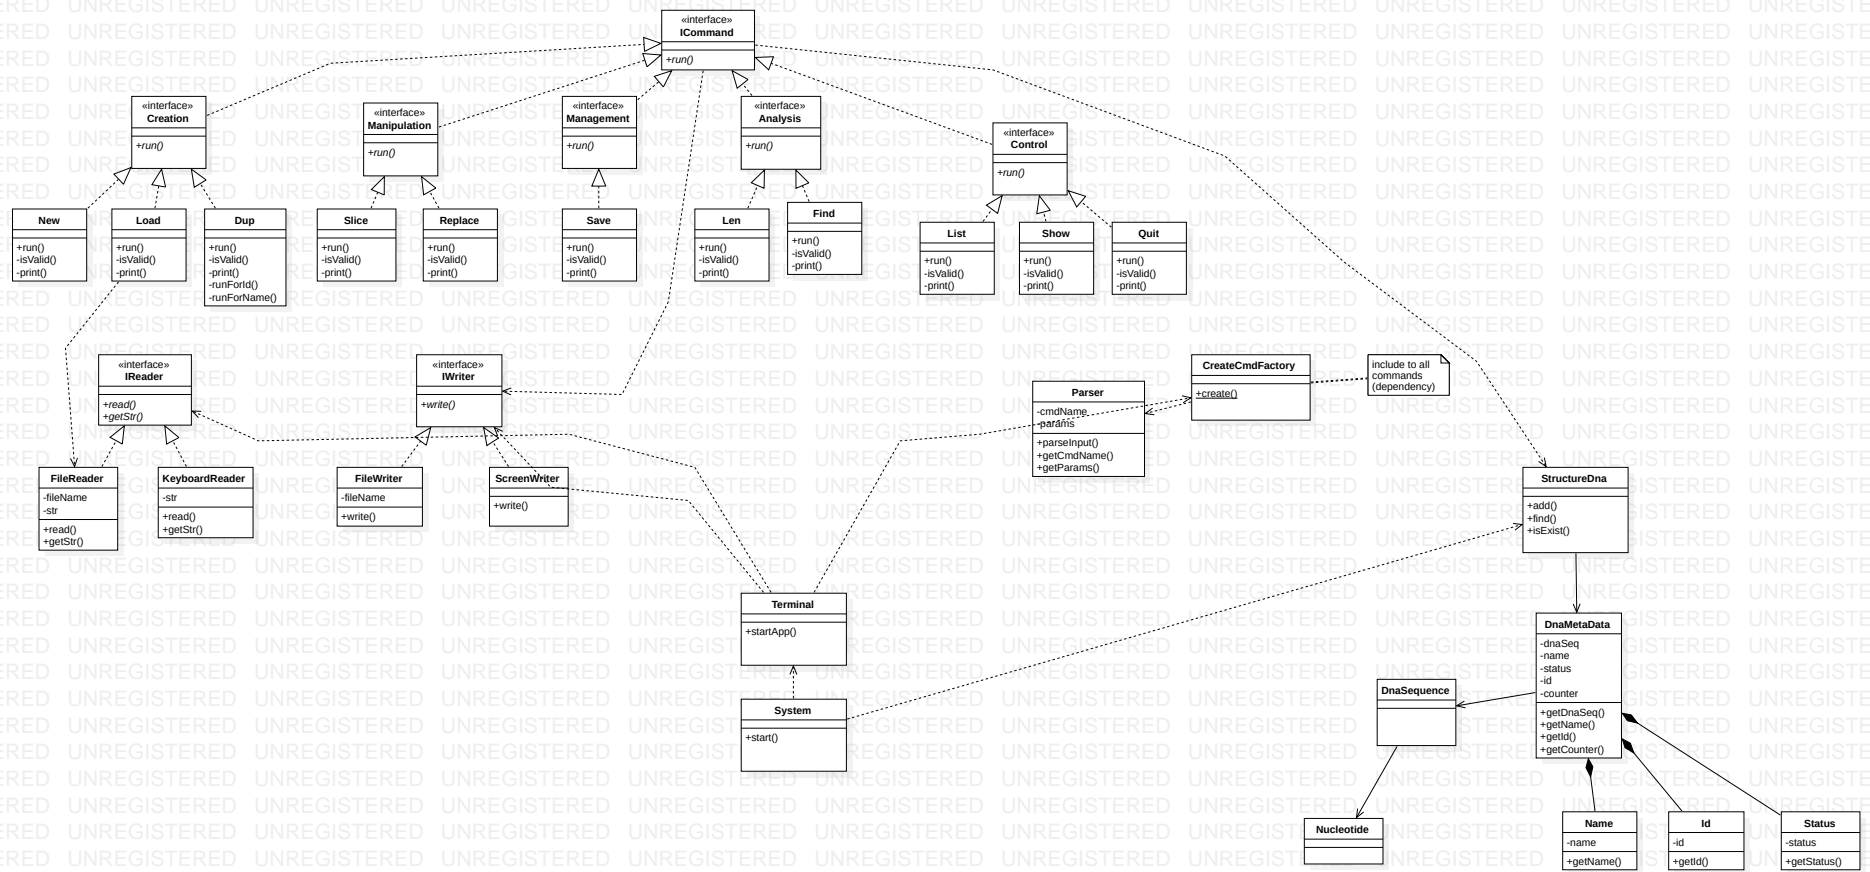 «interface»
ICommand
+run()
«interface»
Creation
+run()
«interface»
Manipulation
+run()
«interface»
Management
+run()
«interface»
Analysis
+run()
«interface»
Control
+run()
New
+run()
-isValid()
-print()
Load
+run()
-isValid()
-print()
Dup
+run()
-isValid()
-print()
-runForId()
-runForName()
Slice
+run()
-isValid()
-print()
Replace
+run()
-isValid()
-print()
Save
+run()
-isValid()
-print()
Len
+run()
-isValid()
-print()
Find
+run()
-isValid()
-print()
List
+run()
-isValid()
-print()
Show
+run()
-isValid()
-print()
Quit
+run()
-isValid()
-print()
«interface»
IReader
+read()
+getStr()
«interface»
IWriter
+write()
Parser
-cmdName
-params
+parseInput()
+getCmdName()
+getParams()
CreateCmdFactory
+create()
include to all
commands
(dependency)
FileReader
-fileName
-str
+read()
+getStr()
KeyboardReader
-str
+read()
+getStr()
FileWriter
-fileName
+write()
ScreenWriter
+write()
StructureDna
+add()
+find()
+isExist()
Terminal
+startApp()
System
+start()
DnaMetaData
-dnaSeq
-name
-status
-id
-counter
+getDnaSeq()
+getName()
+getId()
+getCounter()
DnaSequence
Nucleotide
Name
-name
+getName()
Id
-id
+getId()
Status
-status
+getStatus()
UNREGISTERED